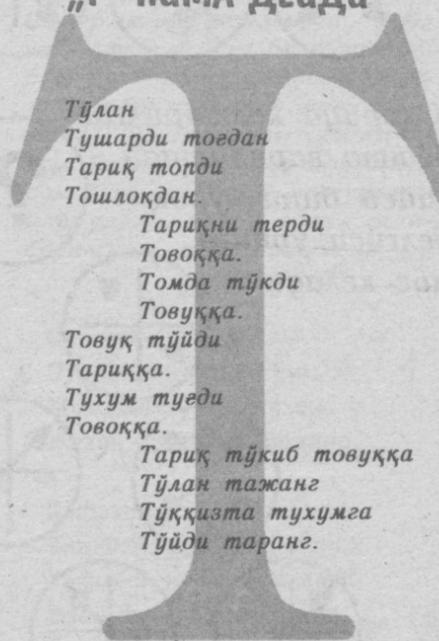 Тўлан
Тушарди тоғдан
Тариқ топди
Тошлоқдан.
Тариқни терди
Товоққа.
Томда тўкди
Товуққа.
Товуқ тўйди
Тариққа.
Тухум туғди
Товоққа.
Тариқ тўкиб товуққа
Тўлан тажанг
Тўққизта тухумга
Тўйди таранг.